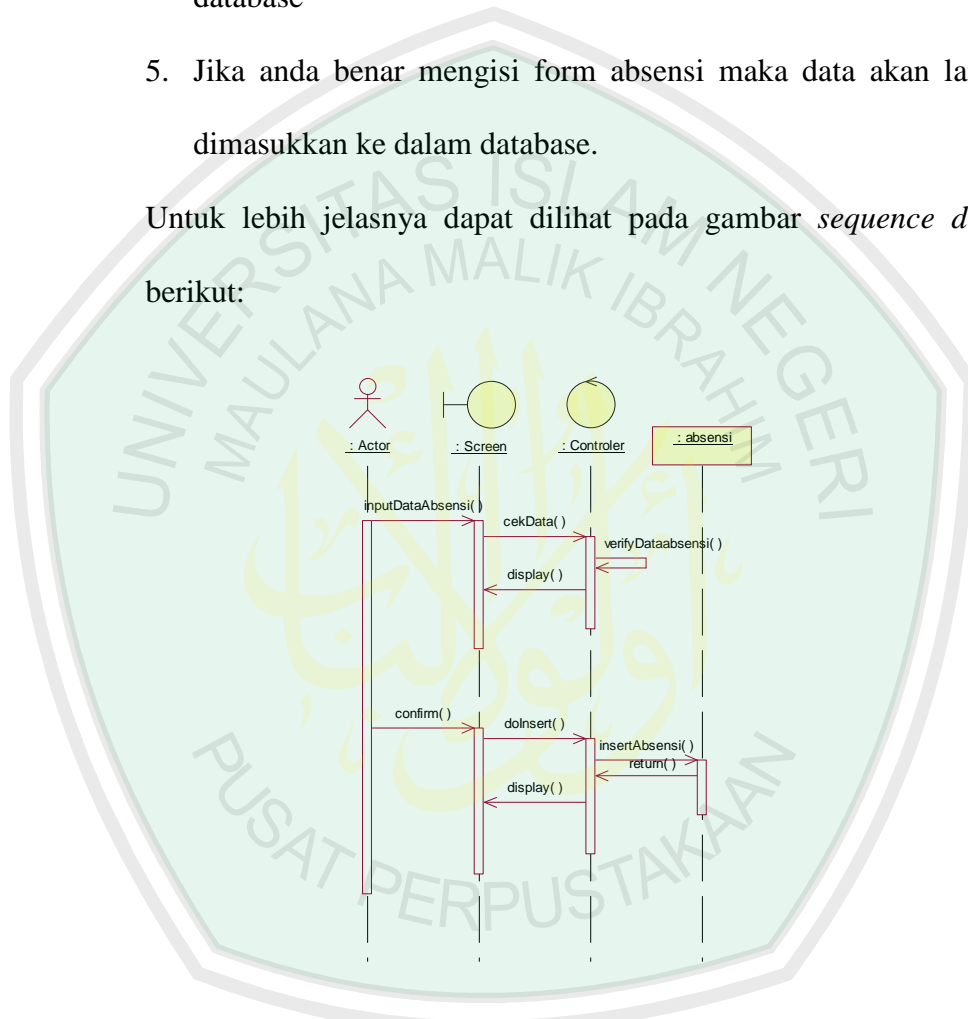 database
5. Jika anda benar mengisi form absensi maka data akan la
dimasukkan ke dalam database.
Untuk lebih jelasnya dapat dilihat pada gambar sequence d
berikut:
UNIVERSITAS ISLAM NEGERI
MAULANA MALIK IBRAHIM
: Actor
: Screen
: Controler
: absensi
inputDataAbsensi( )
cekData( )
verifyDataabsensi( )
display( )
confirm( )
doInsert( )
insertAbsensi( )
return( )
display( )
PUSAT PERPUSTAKAAN